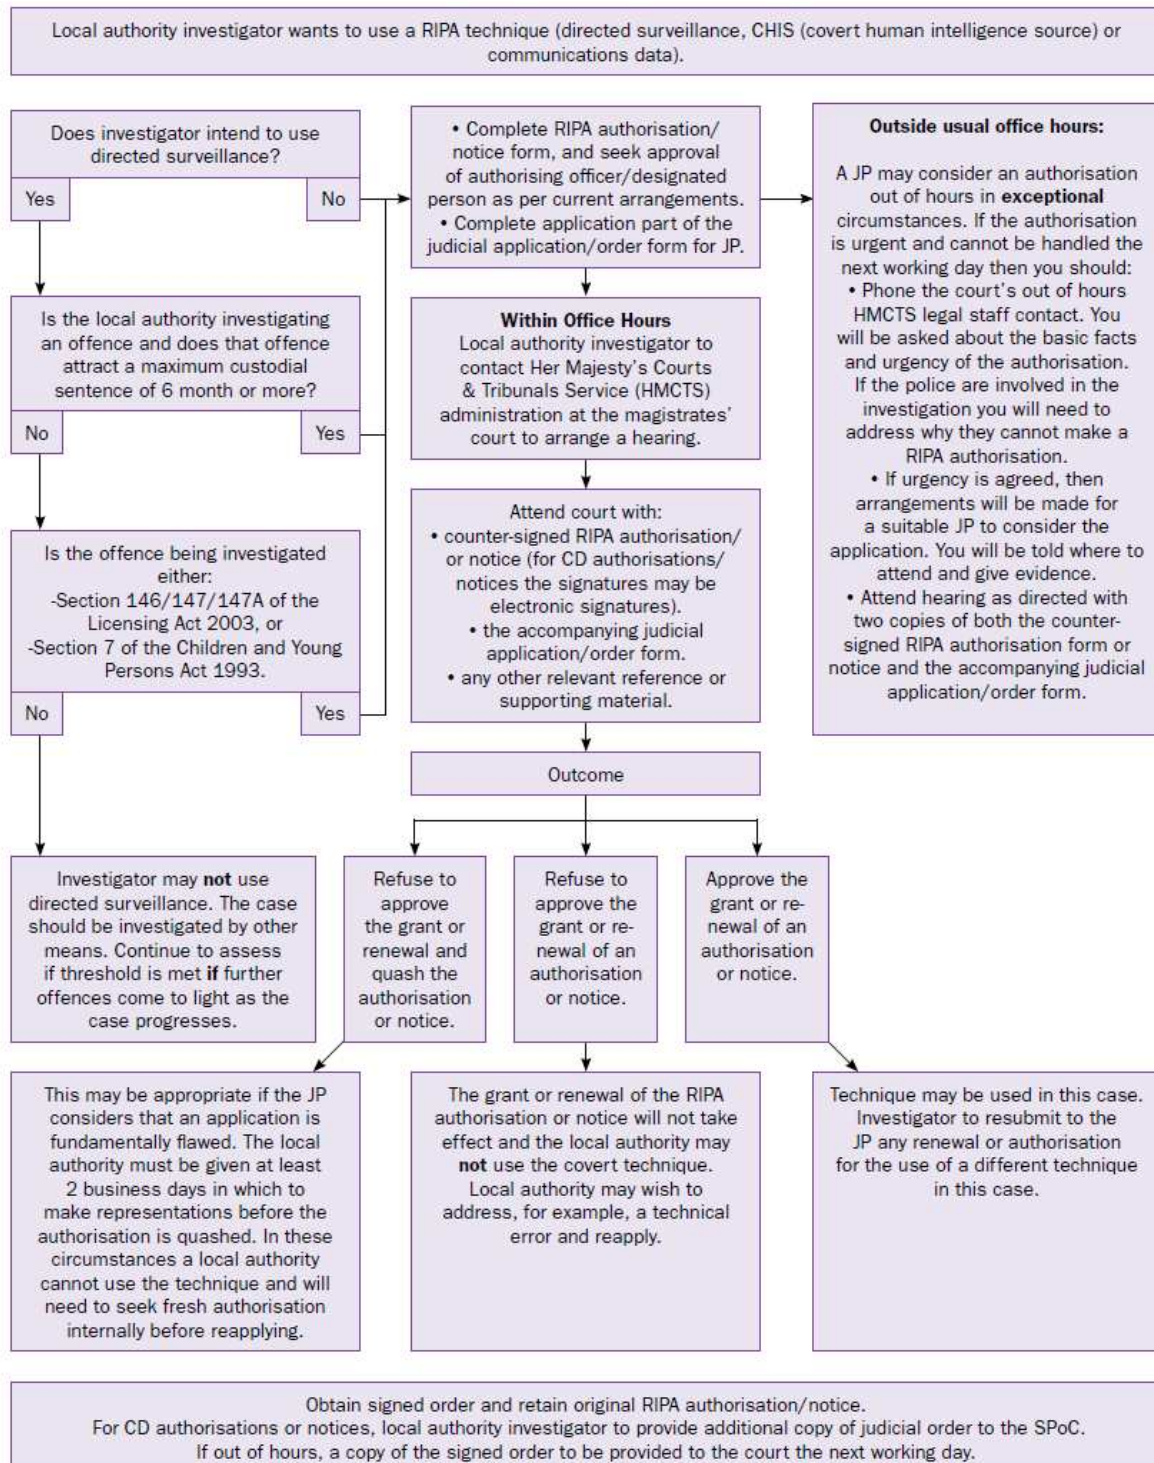 Local authority investigator wants to use a RIPA technique (directed surveillance, CHIS (covert human intelligence source) or
communications data).
Does investigator intend to use
directed surveillance?
Yes
No
Is the local authority investigating
an offence and does that offence
attract a maximum custodial
sentence of 6 month or more?
No
Yes
Is the offence being investigated
either:
-Section 146/147/147A of the
Licensing Act 2003, or
-Section 7 of the Children and Young
Persons Act 1993.
No
Yes
• Complete RIPA authorisation/
notice form, and seek approval
of authorising officer/designated
person as per current arrangements.
• Complete application part of the
judicial application/order form for JP.
Within Office Hours
Local authority investigator to
contact Her Majesty's Courts
& Tribunals Service (HMCTS)
administration at the magistrates'
court to arrange a hearing.
Attend court with:
• counter-signed RIPA authorisation/
or notice (for CD authorisations/
notices the signatures may be
electronic signatures).
• the accompanying judicial
application/order form.
• any other relevant reference or
supporting material.
Outside usual office hours:
A JP may consider an authorisation
out of hours in exceptional
circumstances. If the authorisation
is urgent and cannot be handled the
next working day then you should:
• Phone the court's out of hours
HMCTS legal staff contact. You
will be asked about the basic facts
and urgency of the authorisation.
If the police are involved in the
investigation you will need to
address why they cannot make a
RIPA authorisation.
• If urgency is agreed, then
arrangements will be made for
a suitable JP to consider the
application. You will be told where to
attend and give evidence.
• Attend hearing as directed with
two copies of both the counter-
signed RIPA authorisation form or
notice and the accompanying judicial
application/order form.
Outcome
Investigator may not use
directed surveillance. The case
should be investigated by other
means. Continue to assess
if threshold is met if further
offences come to light as the
case progresses.
Refuse to
approve
the grant or
renewal and
quash the
authorisation
or notice.
Refuse to
approve the
grant or re-
newal of an
authorisation
or notice.
Approve the
grant or re-
newal of an
authorisation
or notice.
This may be appropriate if the JP
considers that an application is
fundamentally flawed. The local
authority must be given at least
2 business days in which to
make representations before the
authorisation is quashed. In these
circumstances a local authority
cannot use the technique and will
need to seek fresh authorisation
internally before reapplying.
The grant or renewal of the RIPA
authorisation or notice will not take
effect and the local authority may
not use the covert technique.
Local authority may wish to
address, for example, a technical
error and reapply.
Technique may be used in this case.
Investigator to resubmit to the
JP any renewal or authorisation
for the use of a different technique
in this case.
Obtain signed order and retain original RIPA authorisation/notice.
For CD authorisations or notices, local authority investigator to provide additional copy of judicial order to the SPoC.
If out of hours, a copy of the signed order to be provided to the court the next working day.